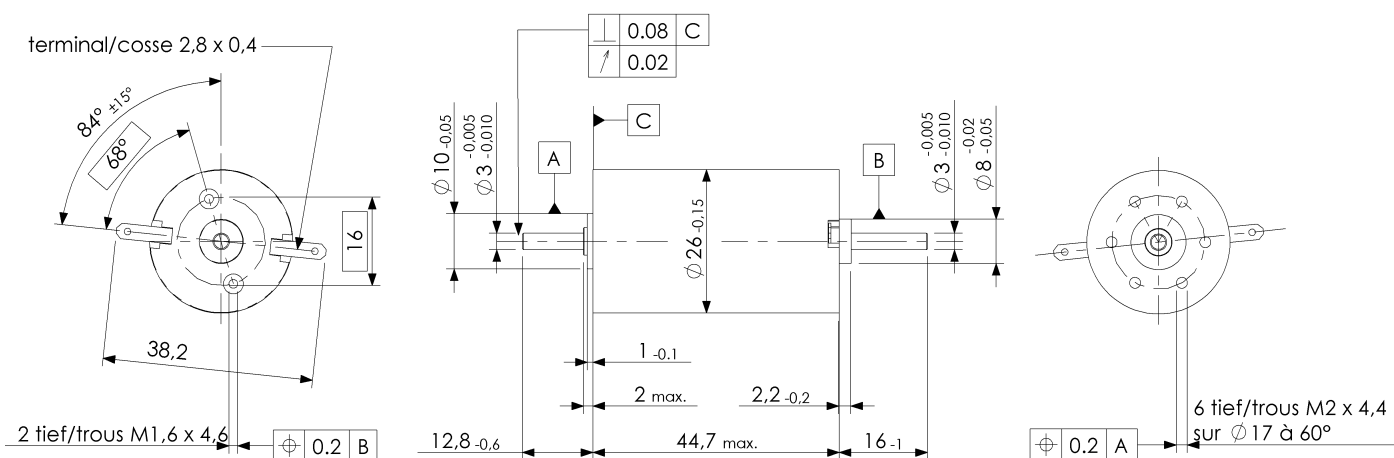 terminal/cosse 2,8 x 0,4
84° ±15°
68°
16
38,2
2 tief/trous M1,6 x 4,6
⌖ 0.2 B
⊥ 0.08 C
↗ 0.02
C
A
B
∅10 -0,05
∅3 -0,005 -0,010
∅26 -0,15
∅3 -0,005 -0,010
∅8 -0,02 -0,05
1 -0.1
2 max.
2,2 -0,2
12,8 -0,6
44,7 max.
16 -1
6 tief/trous M2 x 4,4
sur ∅17 à 60°
⌖ 0.2 A